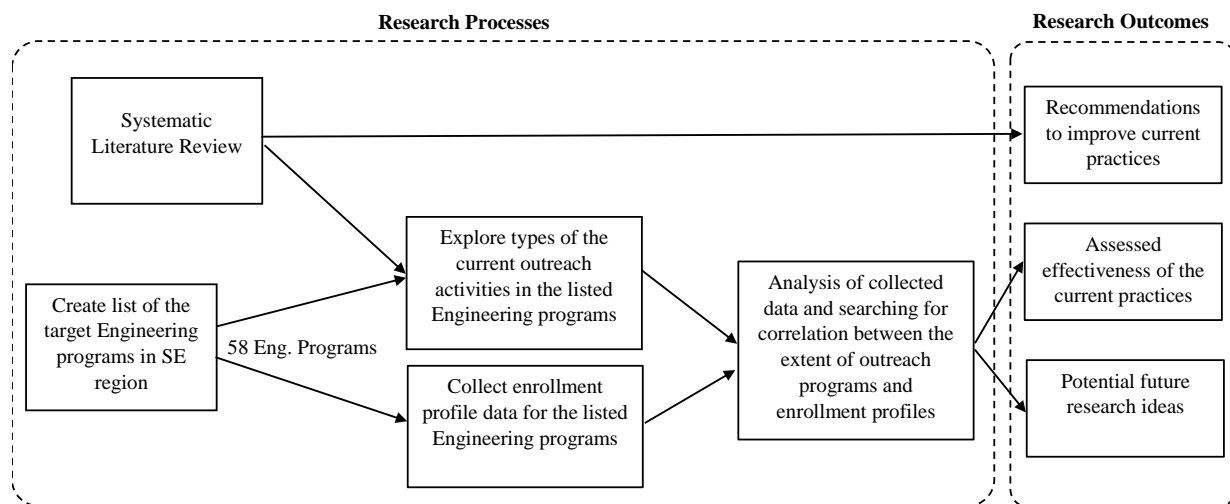 Research Processes
Research Outcomes
Systematic
Literature Review
Recommendations
to improve current
practices
Explore types of the
current outreach
activities in the listed
Engineering programs
Create list of the
target Engineering
programs in SE
region
58 Eng. Programs
Collect enrollment
profile data for the listed
Engineering programs
Analysis of collected
data and searching for
correlation between the
extent of outreach
programs and
enrollment profiles
Assessed
effectiveness of the
current practices
Potential future
research ideas